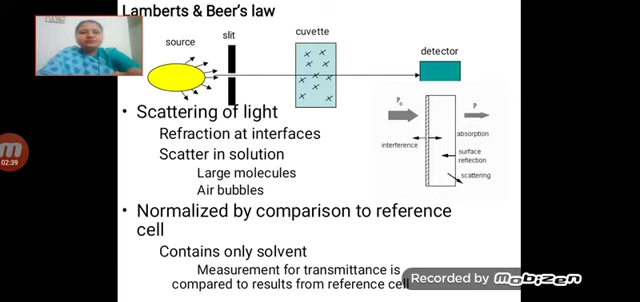 Lamberts & Beer's law
source
slit
cuvette
detector
• Scattering of light
Refraction at interfaces
Scatter in solution
Large molecules
Air bubbles
P₀
P
interference
absorption
surface
reflection
scattering
• Normalized by comparison to reference
cell
Contains only solvent
Measurement for transmittance is
compared to results from reference cell
02:39
Recorded by mobizen